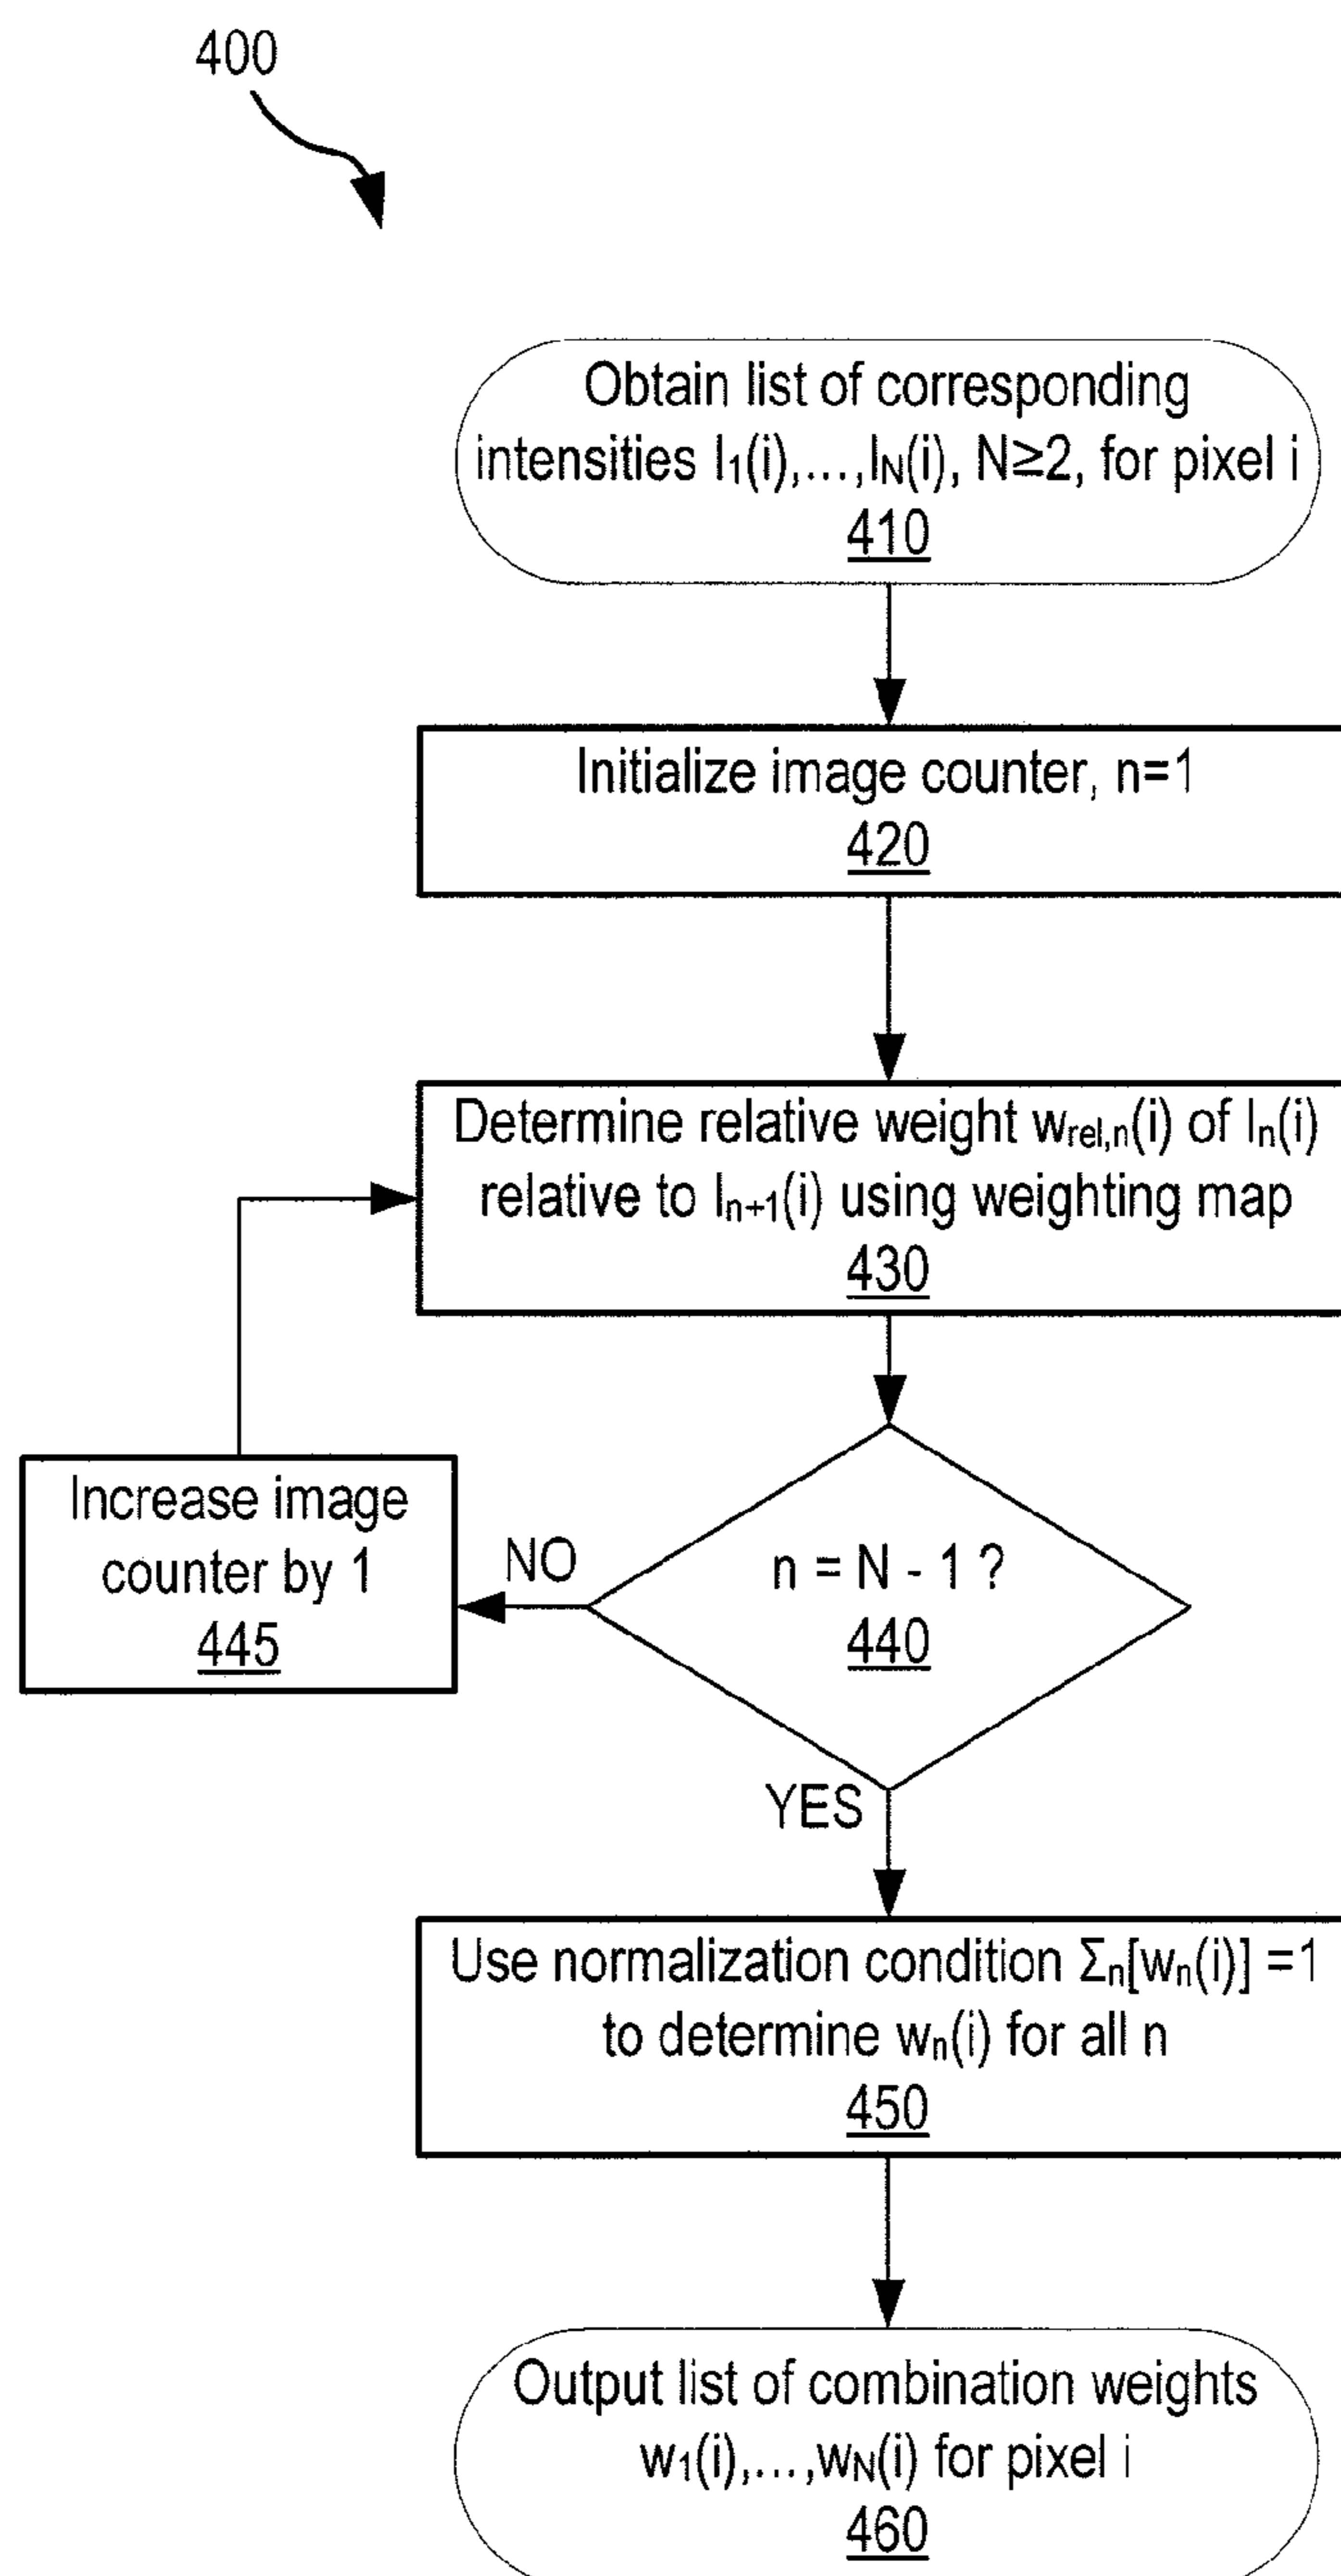 400
Obtain list of corresponding
intensities I₁(i),...,I_N(i), N≥2, for pixel i
410
Initialize image counter, n=1
420
Determine relative weight w_rel,n(i) of Iₙ(i)
relative to Iₙ₊₁(i) using weighting map
430
Increase image
counter by 1
445
NO
n = N - 1 ?
440
YES
Use normalization condition Σₙ[wₙ(i)] =1
to determine wₙ(i) for all n
450
Output list of combination weights
w₁(i),...,w_N(i) for pixel i
460